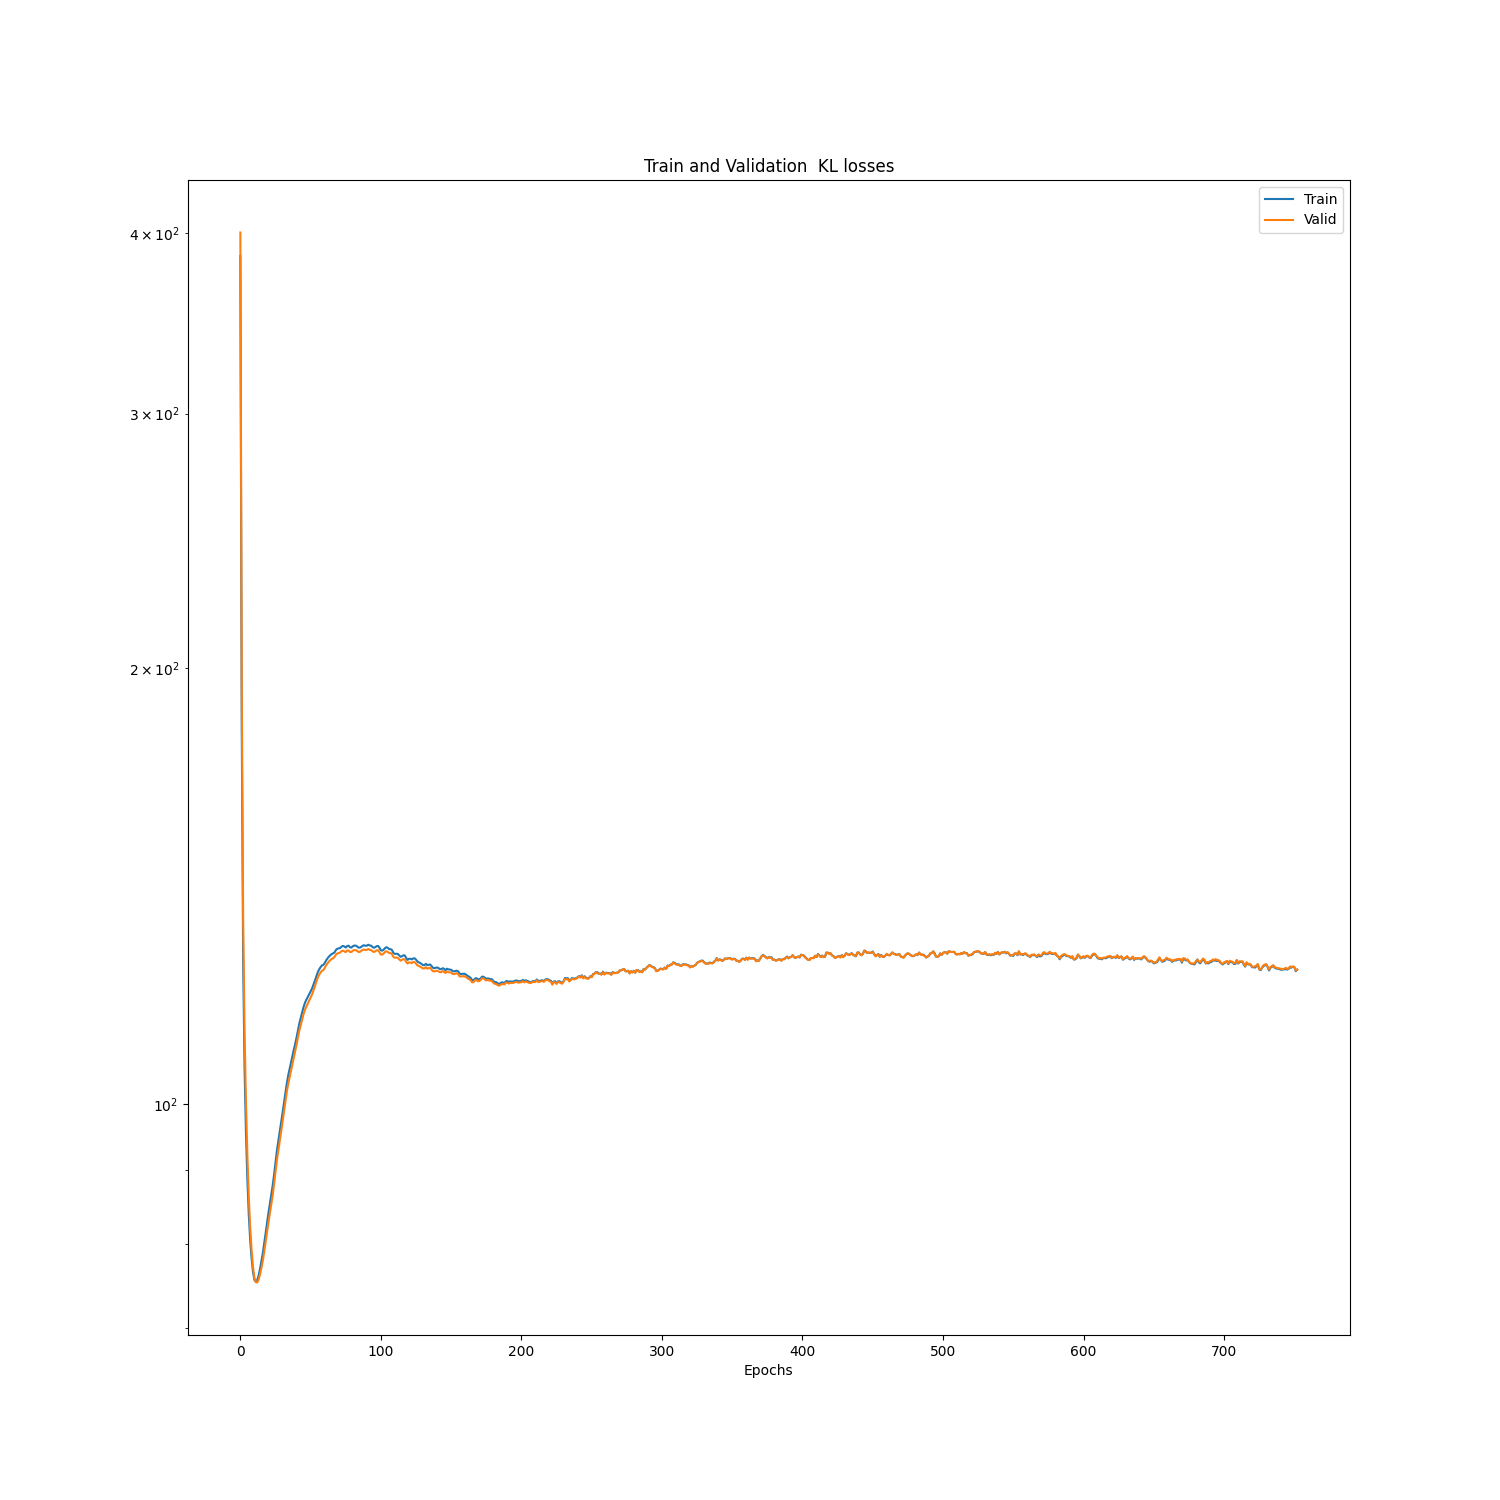 Train and Validation  KL losses
Train
Valid
4 × 10²
3 × 10²
2 × 10²
10²
0 100 200 300 400 500 600 700
Epochs